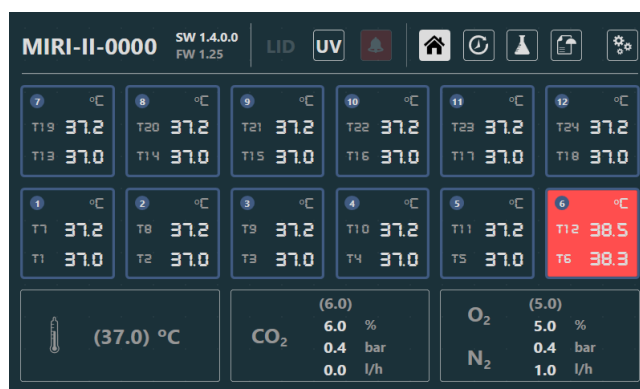 MIRI-II-0000 SW 1.4.0.0 LID UV
FW 1.25
7 °C 8 °C 9 °C 10 °C 11 °C 12 °C
T19 37.2 T20 37.2 T21 37.2 T22 37.2 T23 37.2 T24 37.2
T13 37.0 T14 37.0 T15 37.0 T16 37.0 T17 37.0 T18 37.0
1 °C 2 °C 3 °C 4 °C 5 °C 6 °C
T7 37.2 T8 37.2 T9 37.2 T10 37.2 T11 37.2 T12 38.5
T1 37.0 T2 37.0 T3 37.0 T4 37.0 T5 37.0 T6 38.3
(37.0) °C
(6.0)
CO₂ 6.0 %
0.4 bar
0.0 l/h
(5.0)
O₂ 5.0 %
N₂ 0.4 bar
1.0 l/h